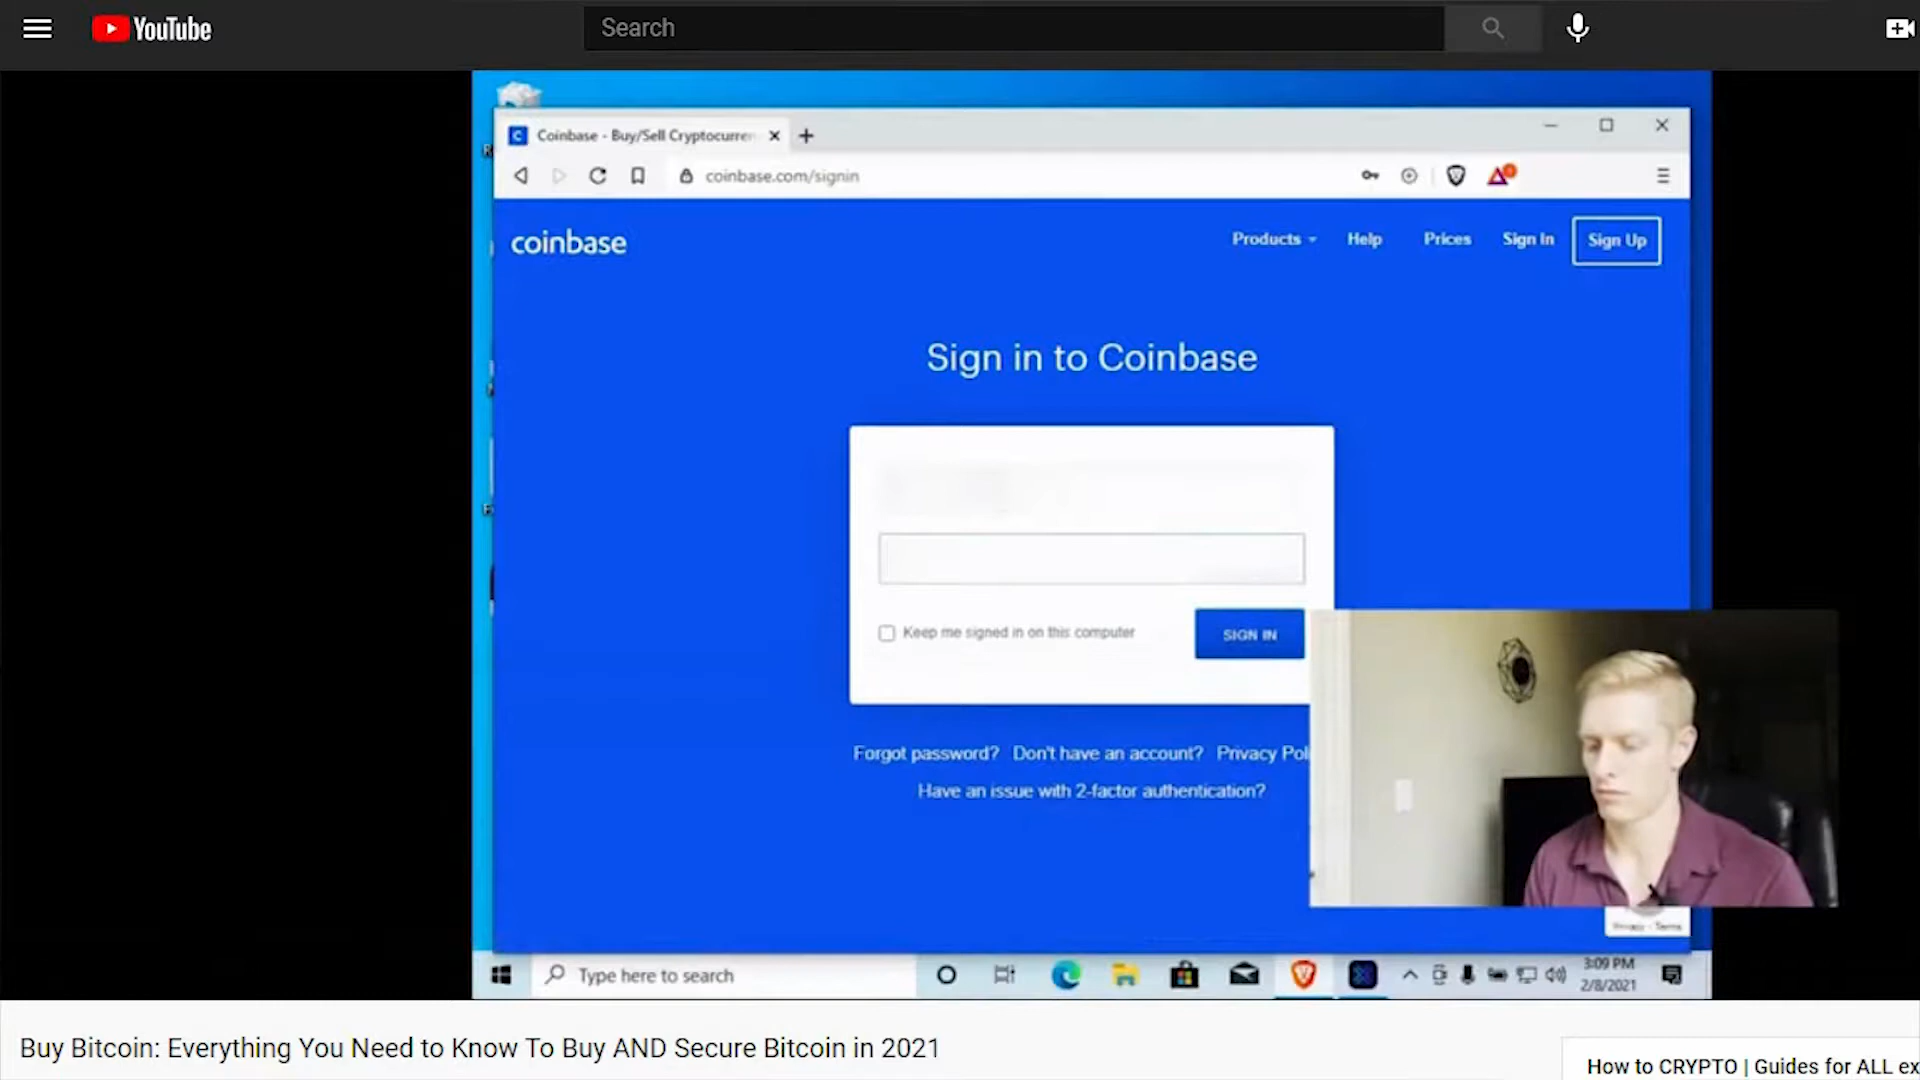 YouTube
Search
Coinbase - Buy/Sell Cryptocurren
coinbase.com/signin
coinbase
Products
Help
Prices
Sign In
Sign Up
Sign in to Coinbase
Keep me signed in on this computer
SIGN IN
Forgot password? Don't have an account? Privacy Pol
Have an issue with 2-factor authentication?
Privacy - Terms
Type here to search
3:09 PM
2/8/2021
Buy Bitcoin: Everything You Need to Know To Buy AND Secure Bitcoin in 2021
How to CRYPTO | Guides for ALL ex